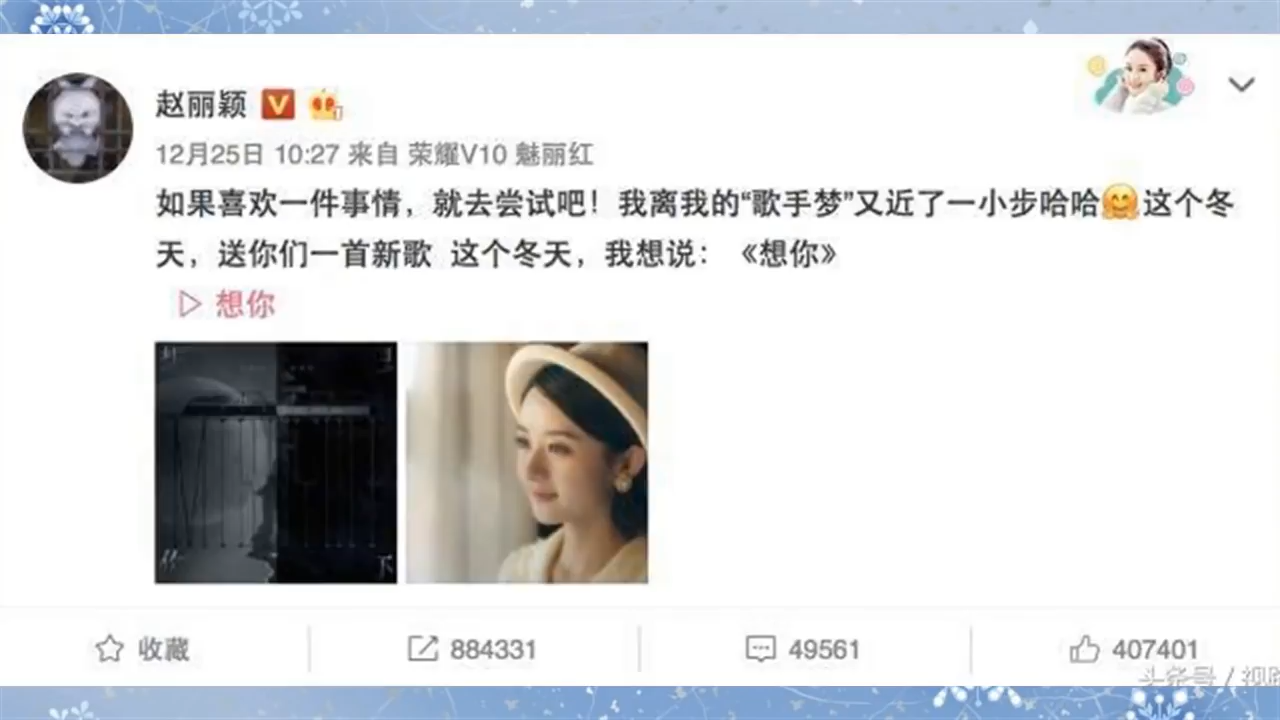 赵丽颖
12月25日 10:27 来自 荣耀V10 魅丽红
如果喜欢一件事情，就去尝试吧！我离我的“歌手梦”又近了一小步哈哈🤗这个冬
天，送你们一首新歌 这个冬天，我想说：《想你》
想你
收藏
884331
49561
407401